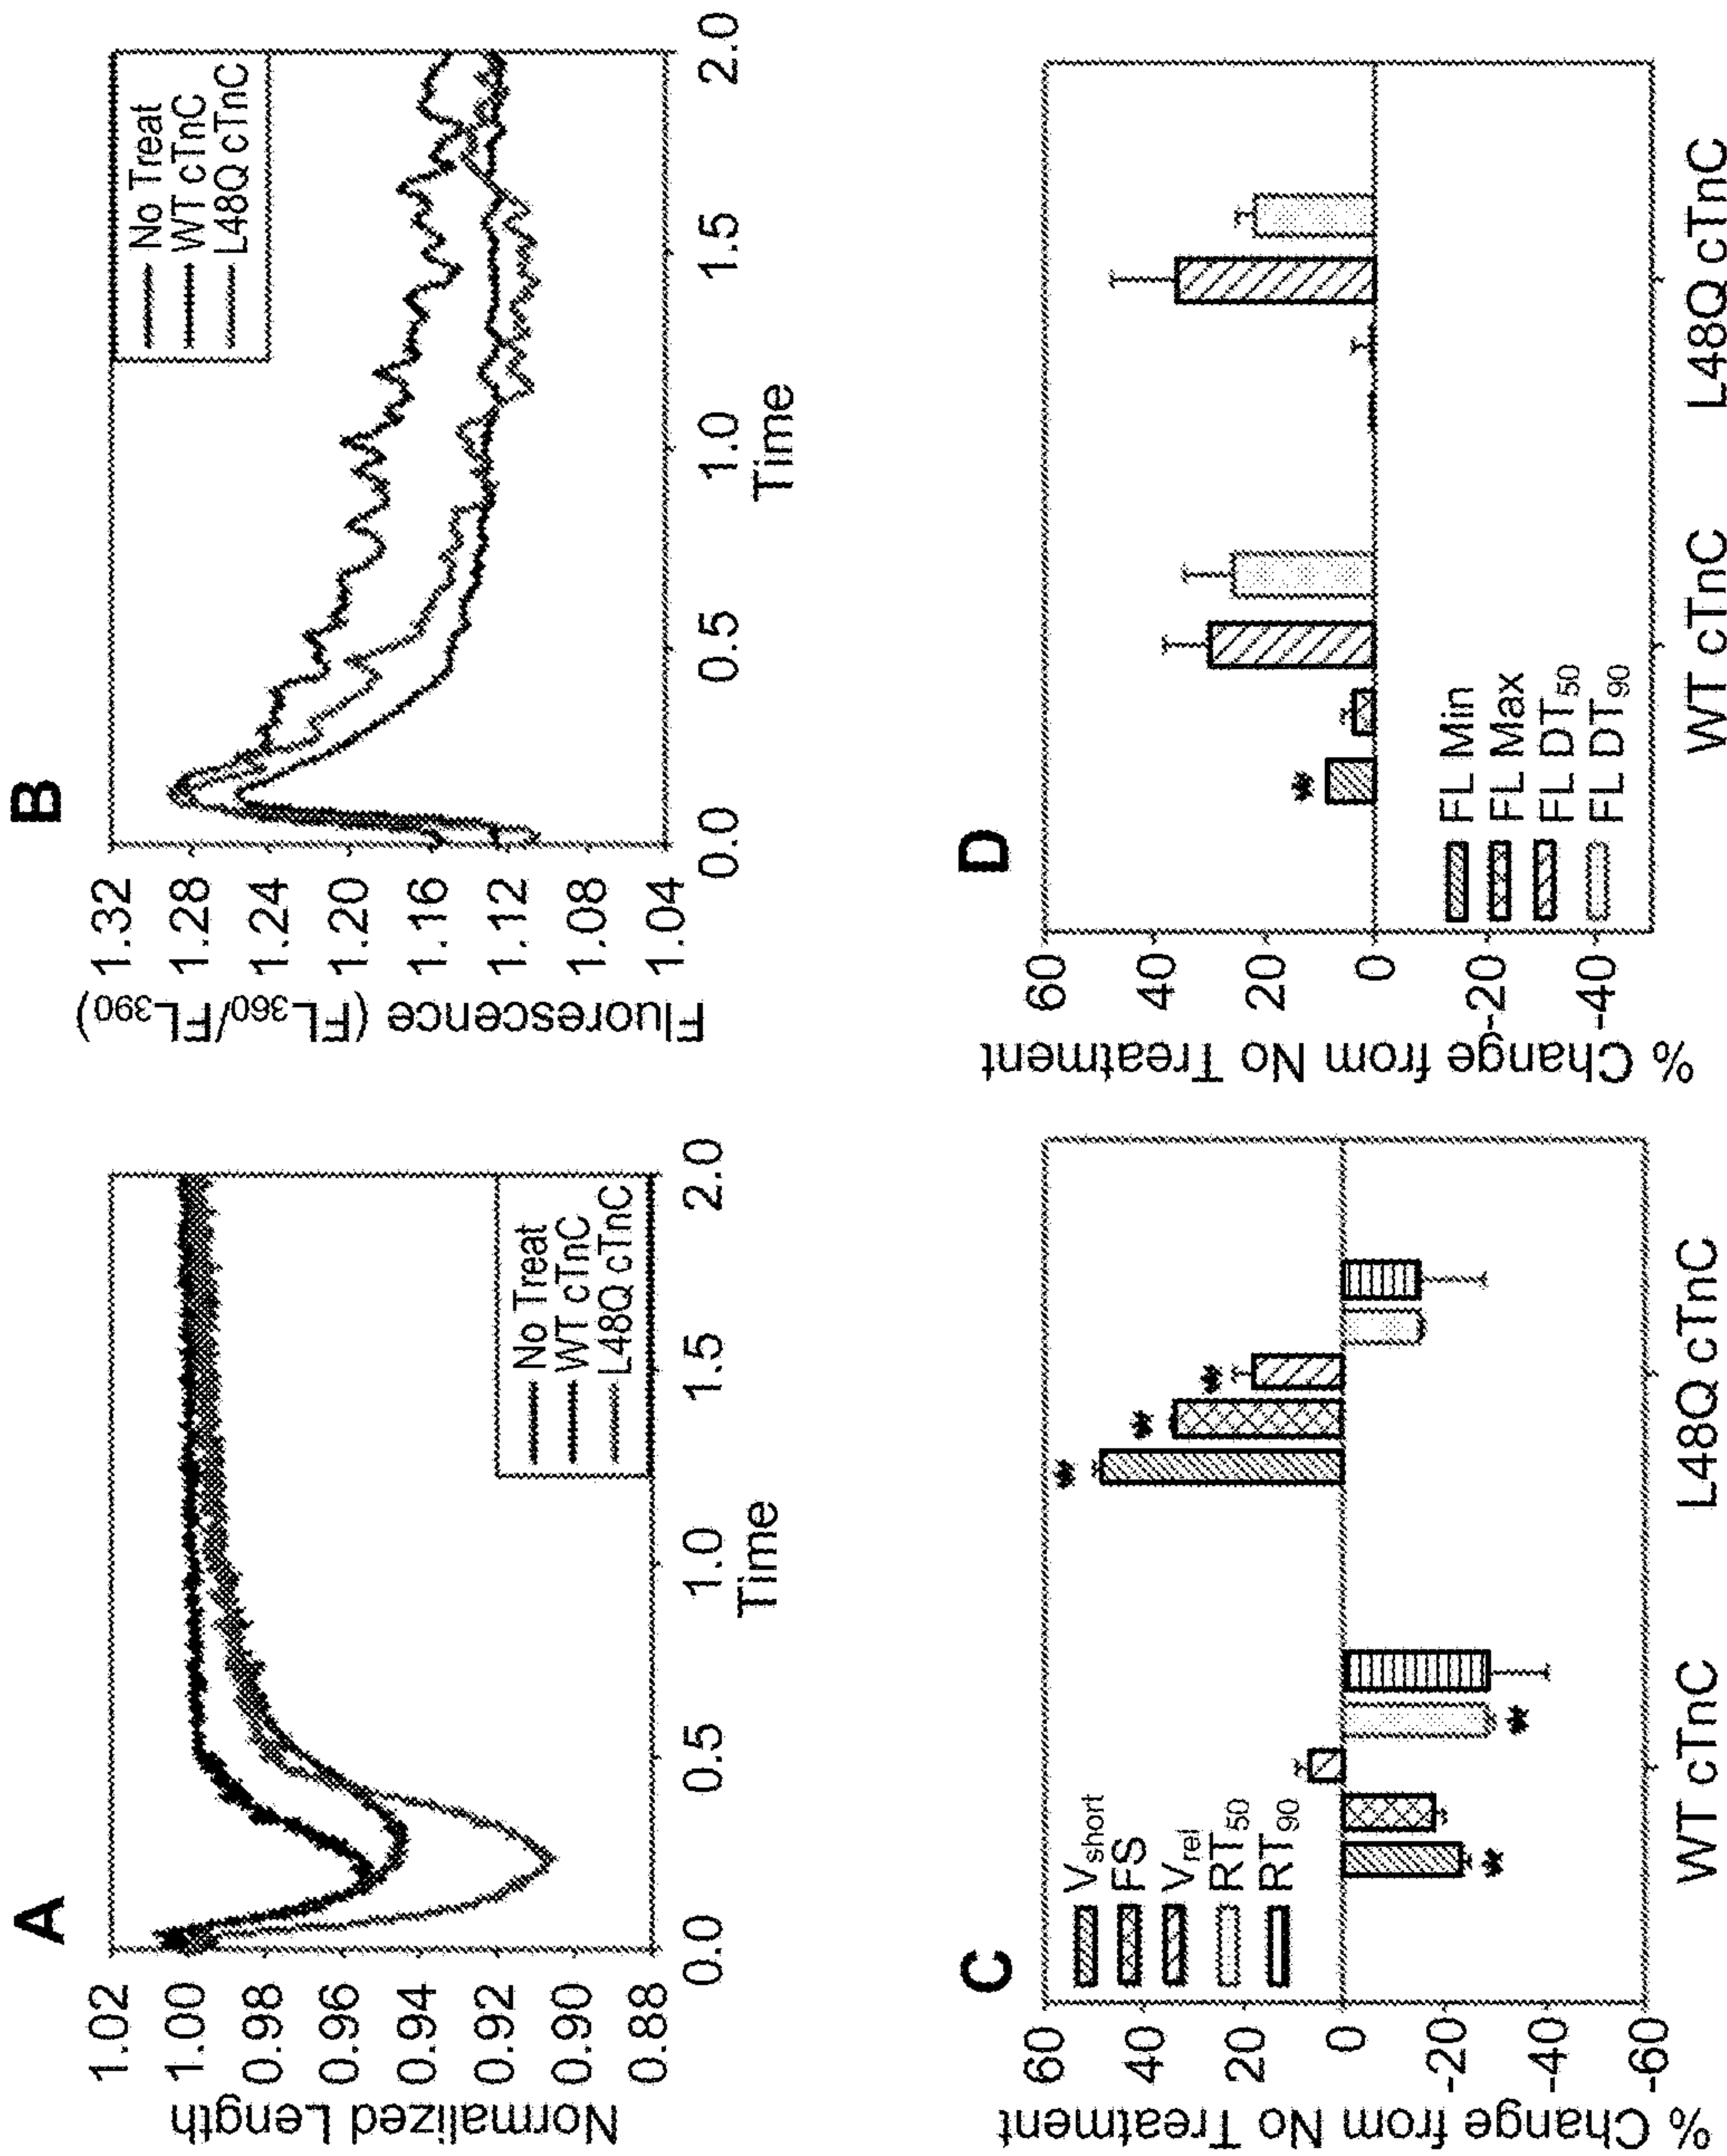 A
Normalized Length
1.02
1.00
0.98
0.96
0.94
0.92
0.90
0.88
No Treat
WT cTnC
L48Q cTnC
0.0
0.5
1.0
1.5
2.0
Time
B
Fluorescence (FL360/FL390)
1.32
1.28
1.24
1.20
1.16
1.12
1.08
1.04
No Treat
WT cTnC
L48Q cTnC
0.0
0.5
1.0
1.5
2.0
Time
C
% Change from No Treatment
60
40
20
0
-20
-40
-60
Vshort
FS
Vrel
RT50
RT90
*
*
*
*
*
WT cTnC
L48Q cTnC
D
% Change from No Treatment
60
40
20
0
-20
-40
*
FL Min
FL Max
FL DT50
FL DT90
WT cTnC
L48Q cTnC